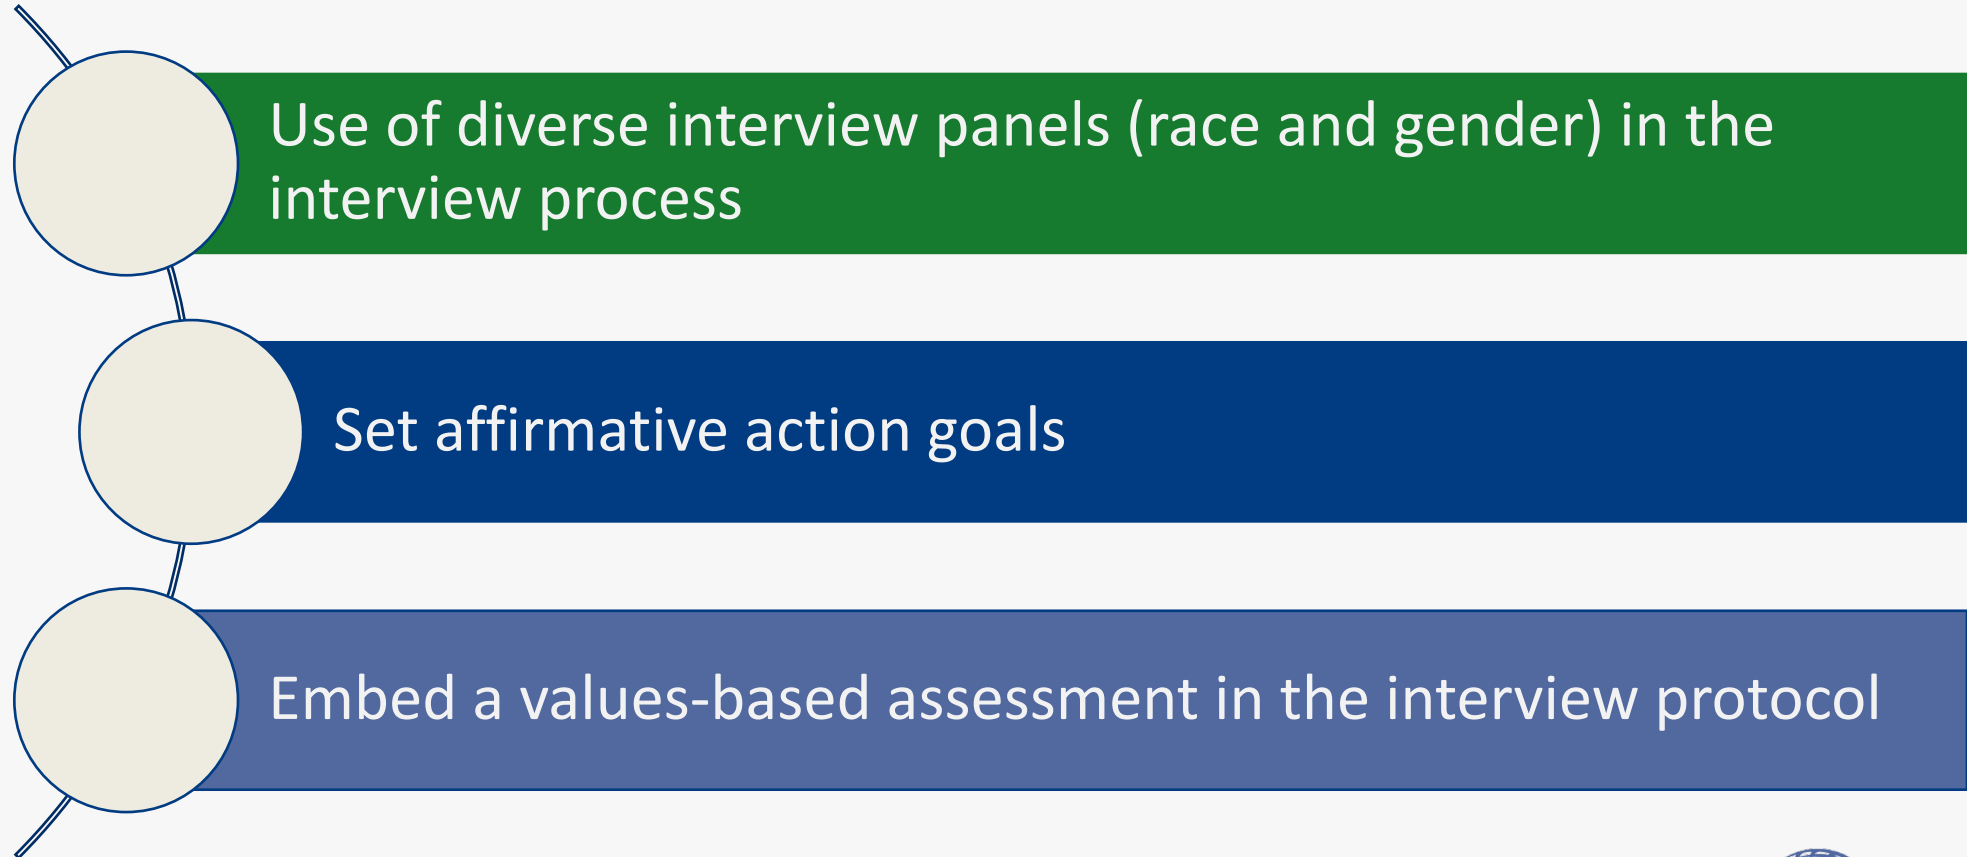 Use of diverse interview panels (race and gender) in the
interview process
Set affirmative action goals
Embed a values-based assessment in the interview protocol